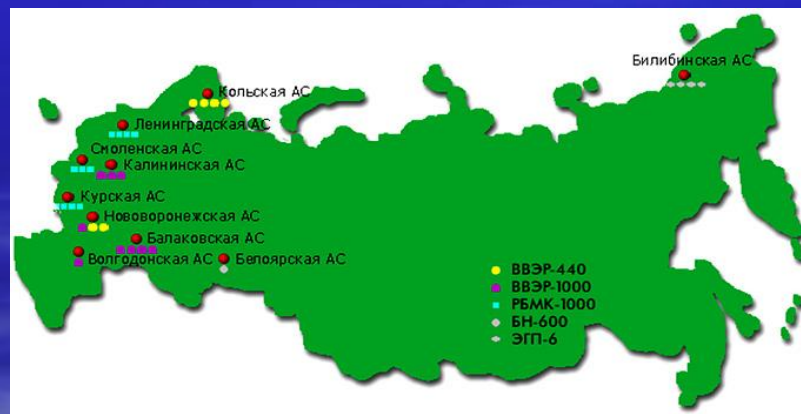 Билибинская АС
Кольская АС
Ленинградская АС
Смоленская АС
Калининская АС
Курская АС
Нововоронежская АС
Балаковская АС
Волгодонская АС
Белоярская АС
ВВЭР-440
ВВЭР-1000
РБМК-1000
БН-600
ЭГП-6